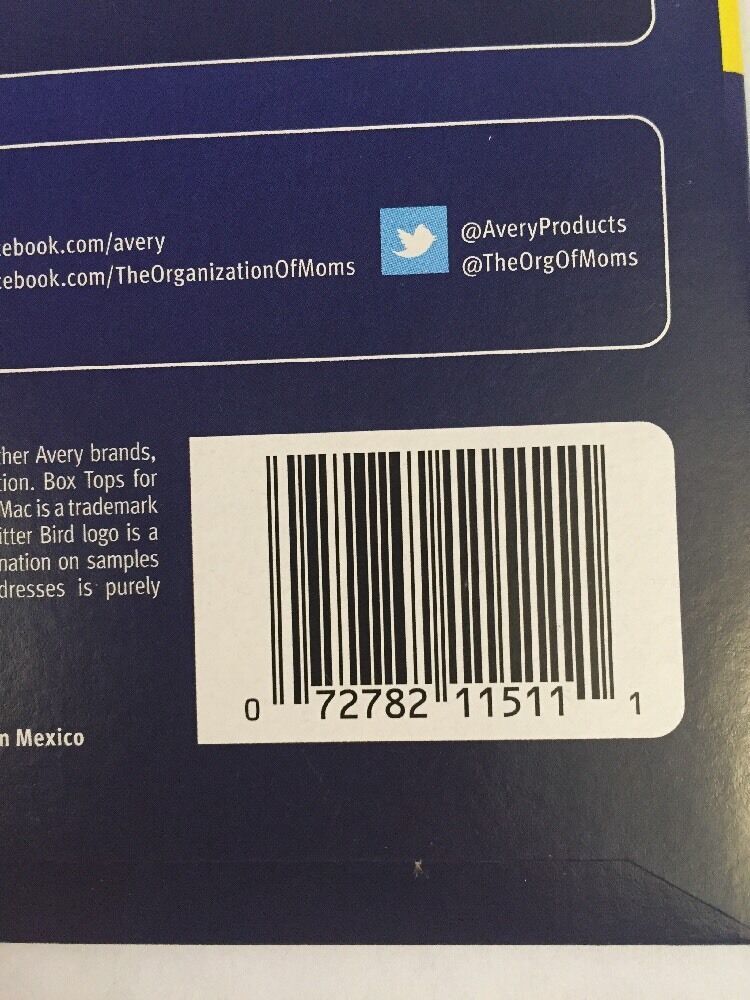 ebook.com/avery
ebook.com/TheOrganizationOfMoms
@AveryProducts
@TheOrgOfMoms
her Avery brands,
tion. Box Tops for
Mac is a trademark
itter Bird logo is a
nation on samples
dresses is purely
n Mexico
0 72782 11511 1